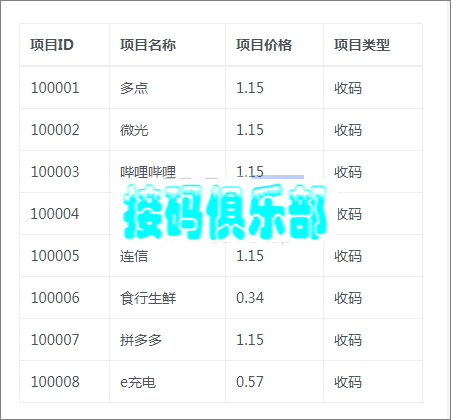 项目ID 项目名称 项目价格 项目类型
100001 多点 1.15 收码
100002 微光 1.15 收码
100003 哔哩哔哩 1.15 收码
100004 收码
接码俱乐部
100005 连信 1.15 收码
100006 食行生鲜 0.34 收码
100007 拼多多 1.15 收码
100008 e充电 0.57 收码